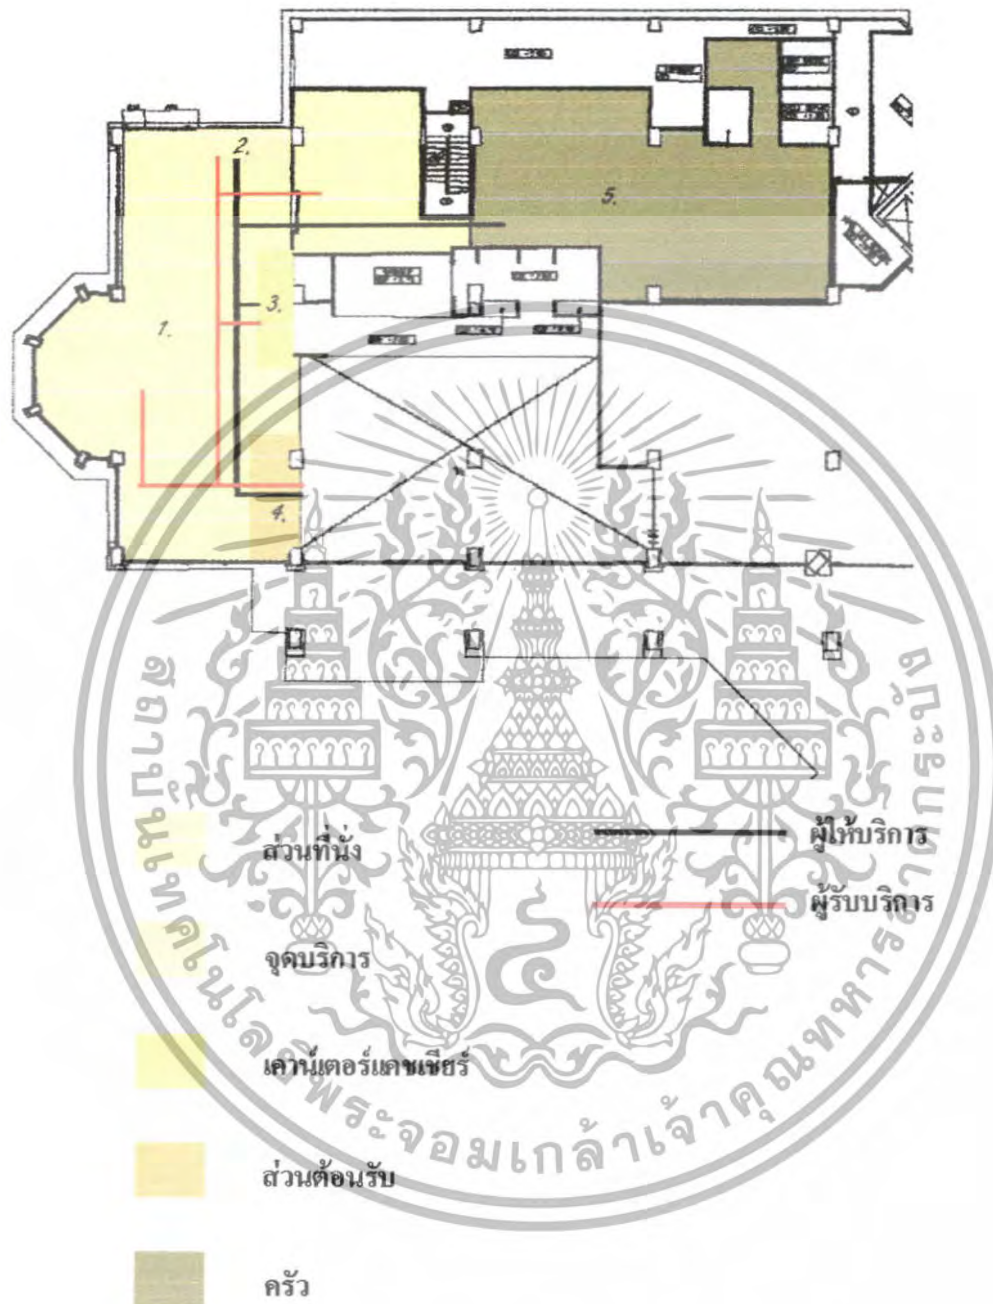 2.
5.
3.
1.
4.
ส่วนที่นั่ง
ผู้ให้บริการ
ผู้รับบริการ
จุดบริการ
เคาน์เตอร์แคชเชียร์
ส่วนต้อนรับ
ครัว
สถาบันเทคโนโลยีพระจอมเกล้าเจ้าคุณทหารลาดกระบัง